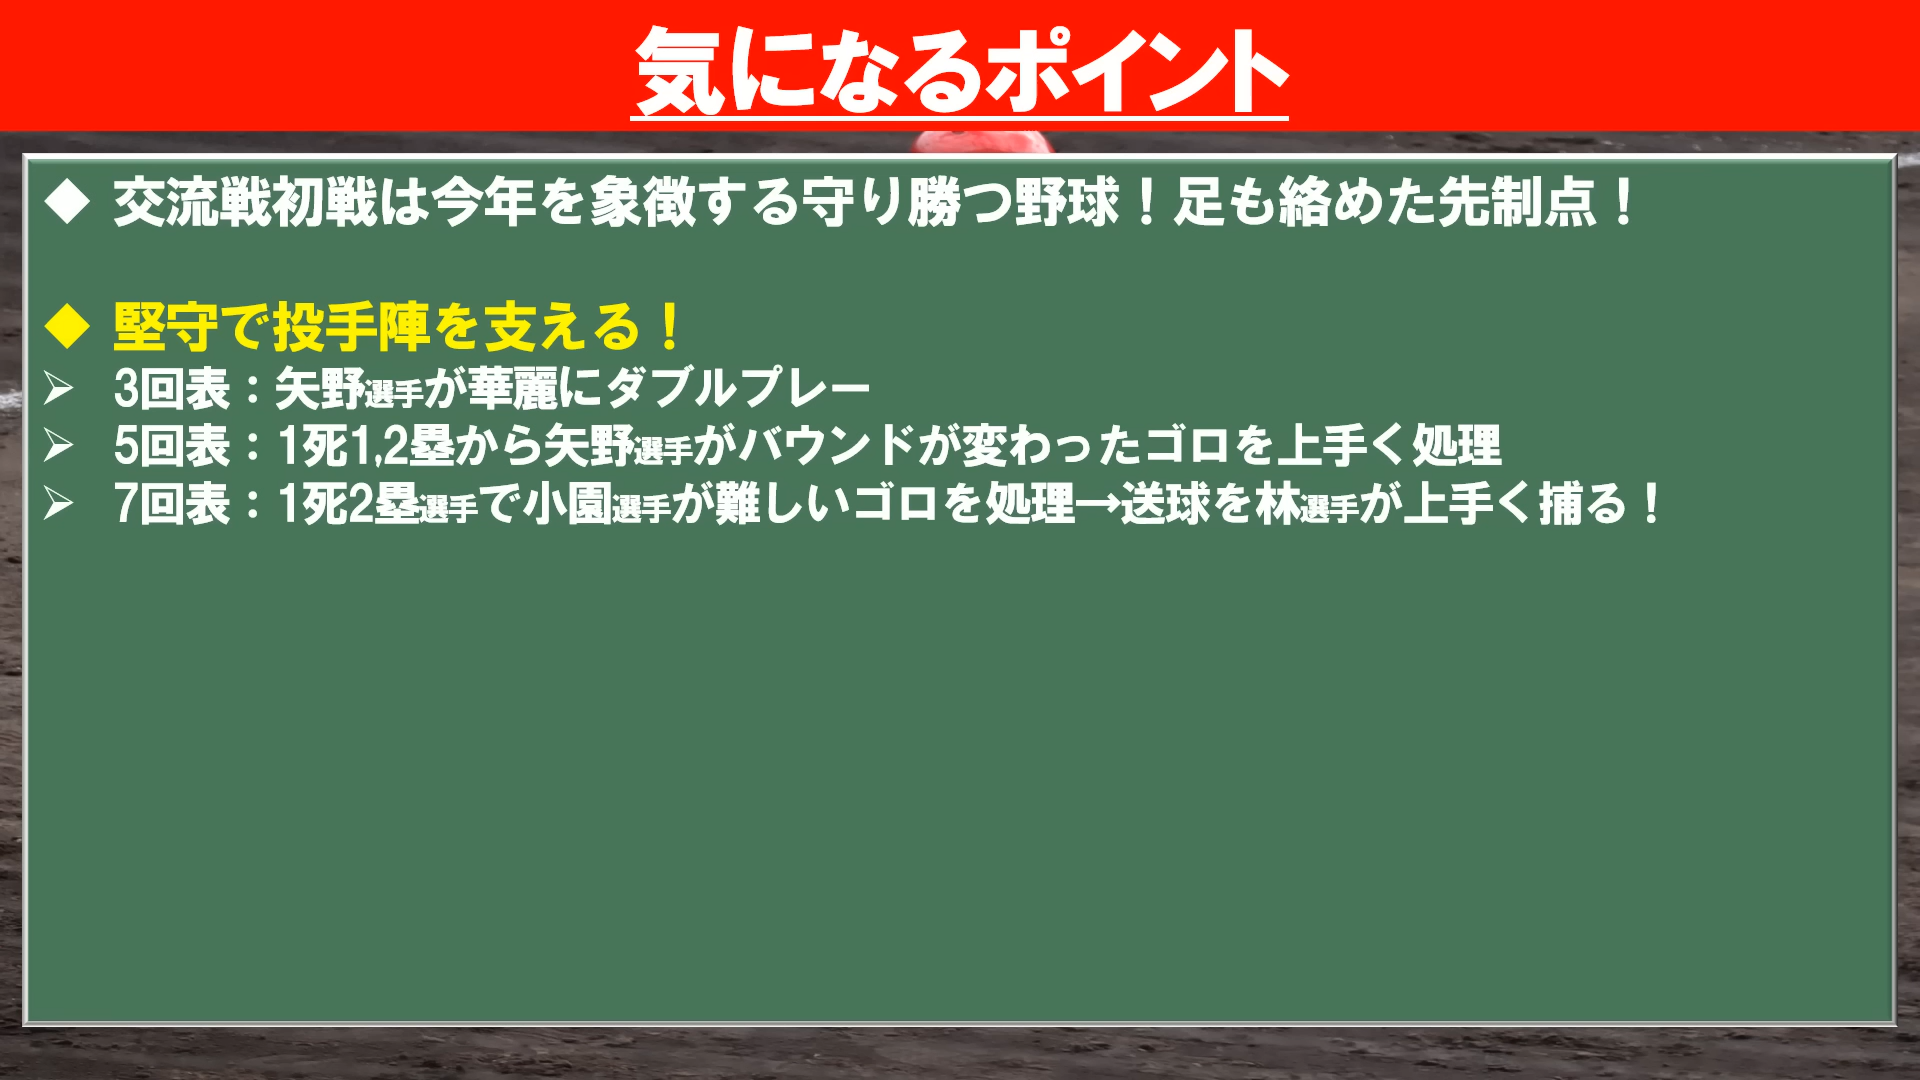 気になるポイント
◆ 交流戦初戦は今年を象徴する守り勝つ野球！足も絡めた先制点！
◆ 堅守で投手陣を支える！
➢ 3回表：矢野選手が華麗にダブルプレー
➢ 5回表：1死1,2塁から矢野選手がバウンドが変わったゴロを上手く処理
➢ 7回表：1死2塁選手で小園選手が難しいゴロを処理→送球を林選手が上手く捕る！